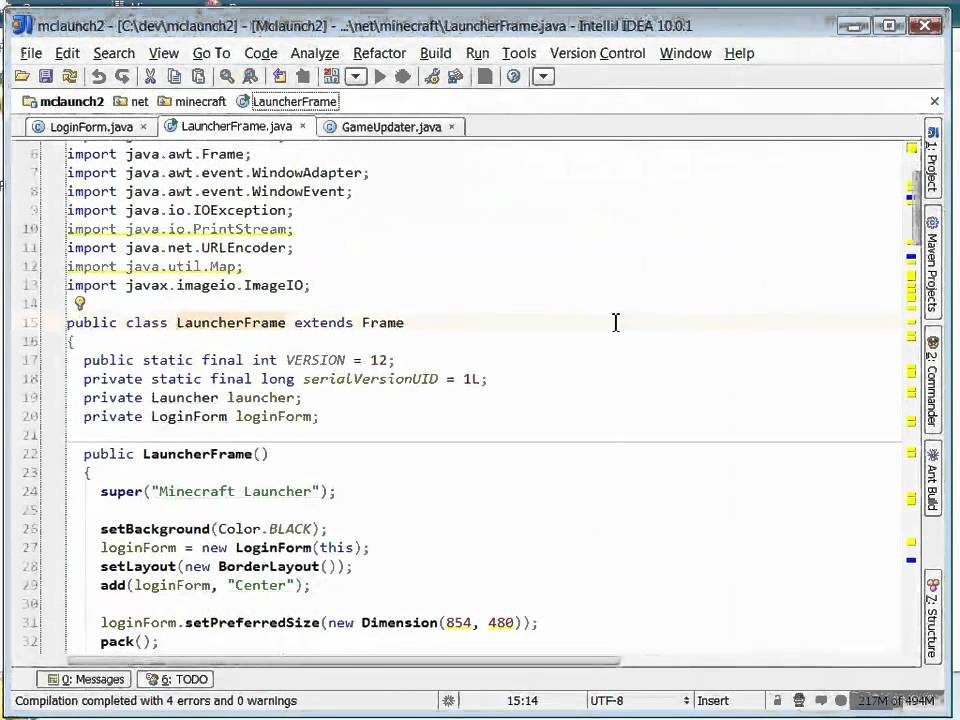 mclaunch2 - [C:\dev\mclaunch2] - [Mclaunch2] - ...\net\minecraft\LauncherFrame.java - IntelliJ IDEA 10.0.1
File Edit Search View Go To Code Analyze Refactor Build Run Tools Version Control Window Help
mclaunch2 net minecraft LauncherFrame
LoginForm.java LauncherFrame.java GameUpdater.java
6 import java.awt.Frame;
7 import java.awt.event.WindowAdapter;
8 import java.awt.event.WindowEvent;
9 import java.io.IOException;
10 import java.io.PrintStream;
11 import java.net.URLEncoder;
12 import java.util.Map;
13 import javax.imageio.ImageIO;
14
15 public class LauncherFrame extends Frame
16 {
17 public static final int VERSION = 12;
18 private static final long serialVersionUID = 1L;
19 private Launcher launcher;
20 private LoginForm loginForm;
21
22 public LauncherFrame()
23 {
24 super("Minecraft Launcher");
25
26 setBackground(Color.BLACK);
27 loginForm = new LoginForm(this);
28 setLayout(new BorderLayout());
29 add(loginForm, "Center");
30
31 loginForm.setPreferredSize(new Dimension(854, 480));
32 pack();
1: Project
Maven Projects
2: Commander
Ant Build
7: Structure
0: Messages 6: TODO
Compilation completed with 4 errors and 0 warnings 15:14 UTF-8 Insert 217M of 494M